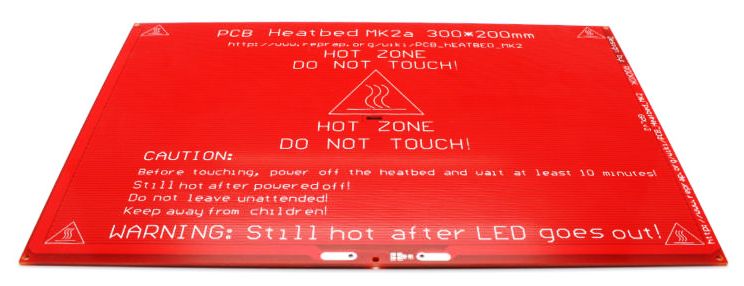 PCB Heatbed MK2a 300*200mm
http://www.reprap.org/wiki/PCB_HEATBED_MK2
HOT ZONE
DO NOT TOUCH!
HOT ZONE
DO NOT TOUCH!
CAUTION:
Before touching, power off the heatbed and wait at least 10 minutes!
Still hot after powered off!
Do not leave unattended!
Keep away from children!
WARNING: Still hot after LED goes out!